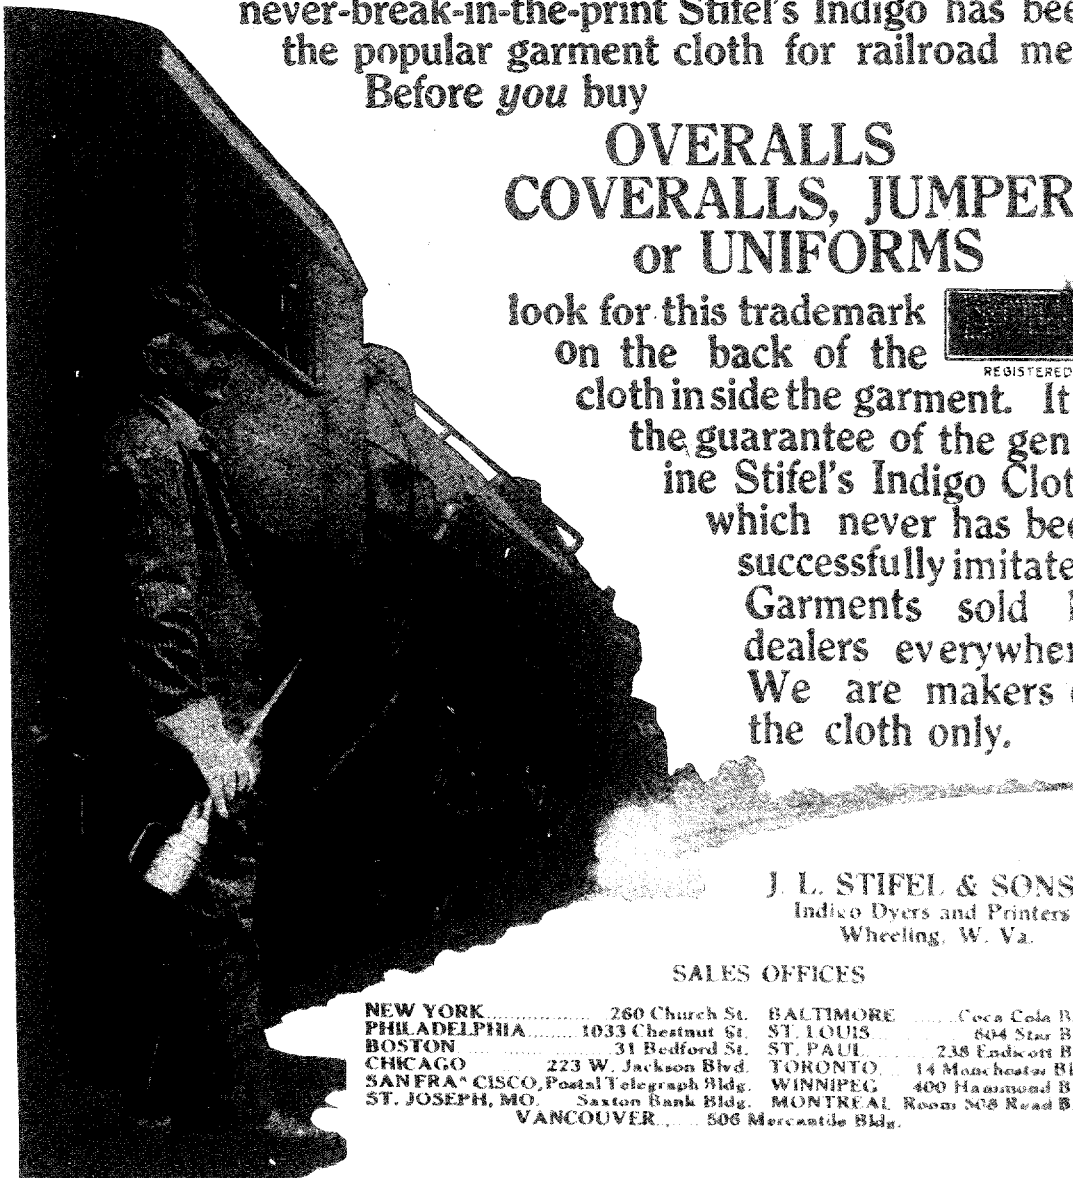 never-break-in-the-print Stifel's Indigo has bee
the popular garment cloth for railroad me
Before you buy
OVERALLS
COVERALLS, JUMPER
or UNIFORMS
look for this trademark
on the back of the
REGISTERED
cloth inside the garment. It
the guarantee of the gen
ine Stifel's Indigo Clot
which never has bee
successfully imitate
Garments sold
dealers everywher
We are makers
the cloth only.
J. L. STIFEL & SONS
Indigo Dyers and Printers
Wheeling, W. Va.
SALES OFFICES
NEW YORK.................. 260 Church St. BALTIMORE ....... Coca Cola B
PHILADELPHIA......... 1033 Chestnut St. ST. LOUIS.......... 604 Star B
BOSTON.................... 31 Bedford St. ST. PAUL......... 238 Endicott B
CHICAGO ............ 223 W. Jackson Blvd. TORONTO.... 14 Manchester Bl
SAN FRANCISCO, Postal Telegraph Bldg. WINNIPEG 400 Hammond B
ST. JOSEPH, MO. Saxton Bank Bldg. MONTREAL Room 508 Read B
VANCOUVER........ 506 Mercantile Bldg.